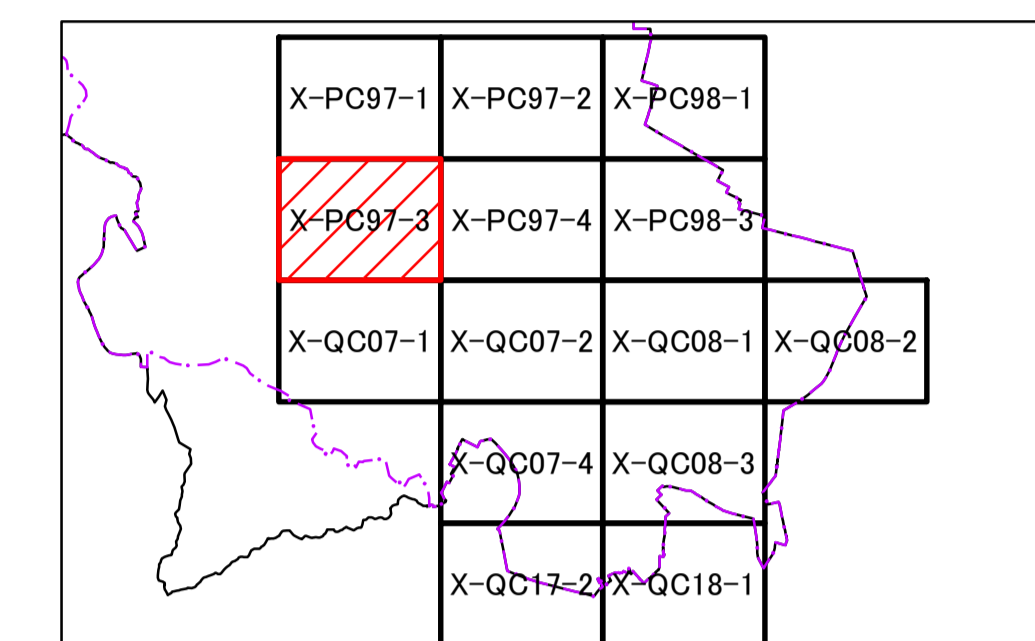 X-PC97-1 X-PC97-2 X-PC98-1
X-PC97-3 X-PC97-4 X-PC98-3
X-QC07-1 X-QC07-2 X-QC08-1 X-QC08-2
X-QC07-4 X-QC08-3
X-QC17-2 X-QC18-1